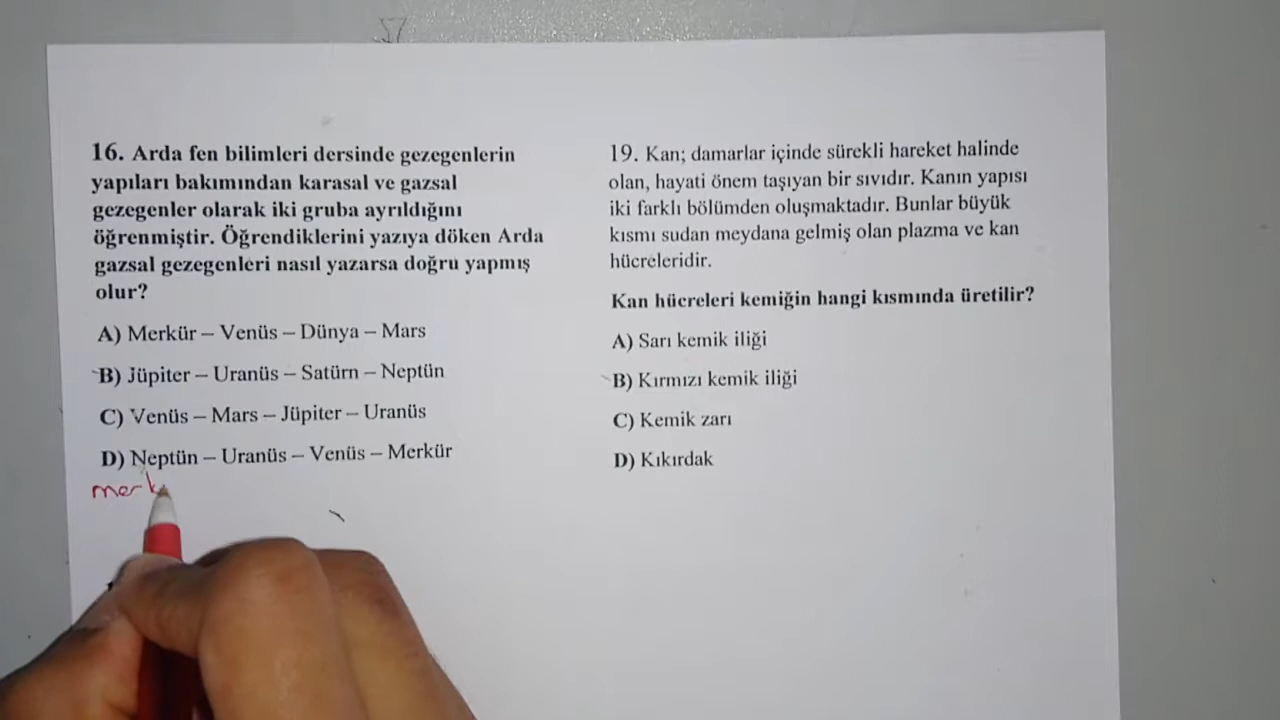 16. Arda fen bilimleri dersinde gezegenlerin
yapıları bakımından karasal ve gazsal
gezegenler olarak iki gruba ayrıldığını
öğrenmiştir. Öğrendiklerini yazıya döken Arda
gazsal gezegenleri nasıl yazarsa doğru yapmış
olur?
A) Merkür – Venüs – Dünya – Mars
B) Jüpiter – Uranüs – Satürn – Neptün
C) Venüs – Mars – Jüpiter – Uranüs
D) Neptün – Uranüs – Venüs – Merkür
merk
19. Kan; damarlar içinde sürekli hareket halinde
olan, hayati önem taşıyan bir sıvıdır. Kanın yapısı
iki farklı bölümden oluşmaktadır. Bunlar büyük
kısmı sudan meydana gelmiş olan plazma ve kan
hücreleridir.
Kan hücreleri kemiğin hangi kısmında üretilir?
A) Sarı kemik iliği
B) Kırmızı kemik iliği
C) Kemik zarı
D) Kıkırdak